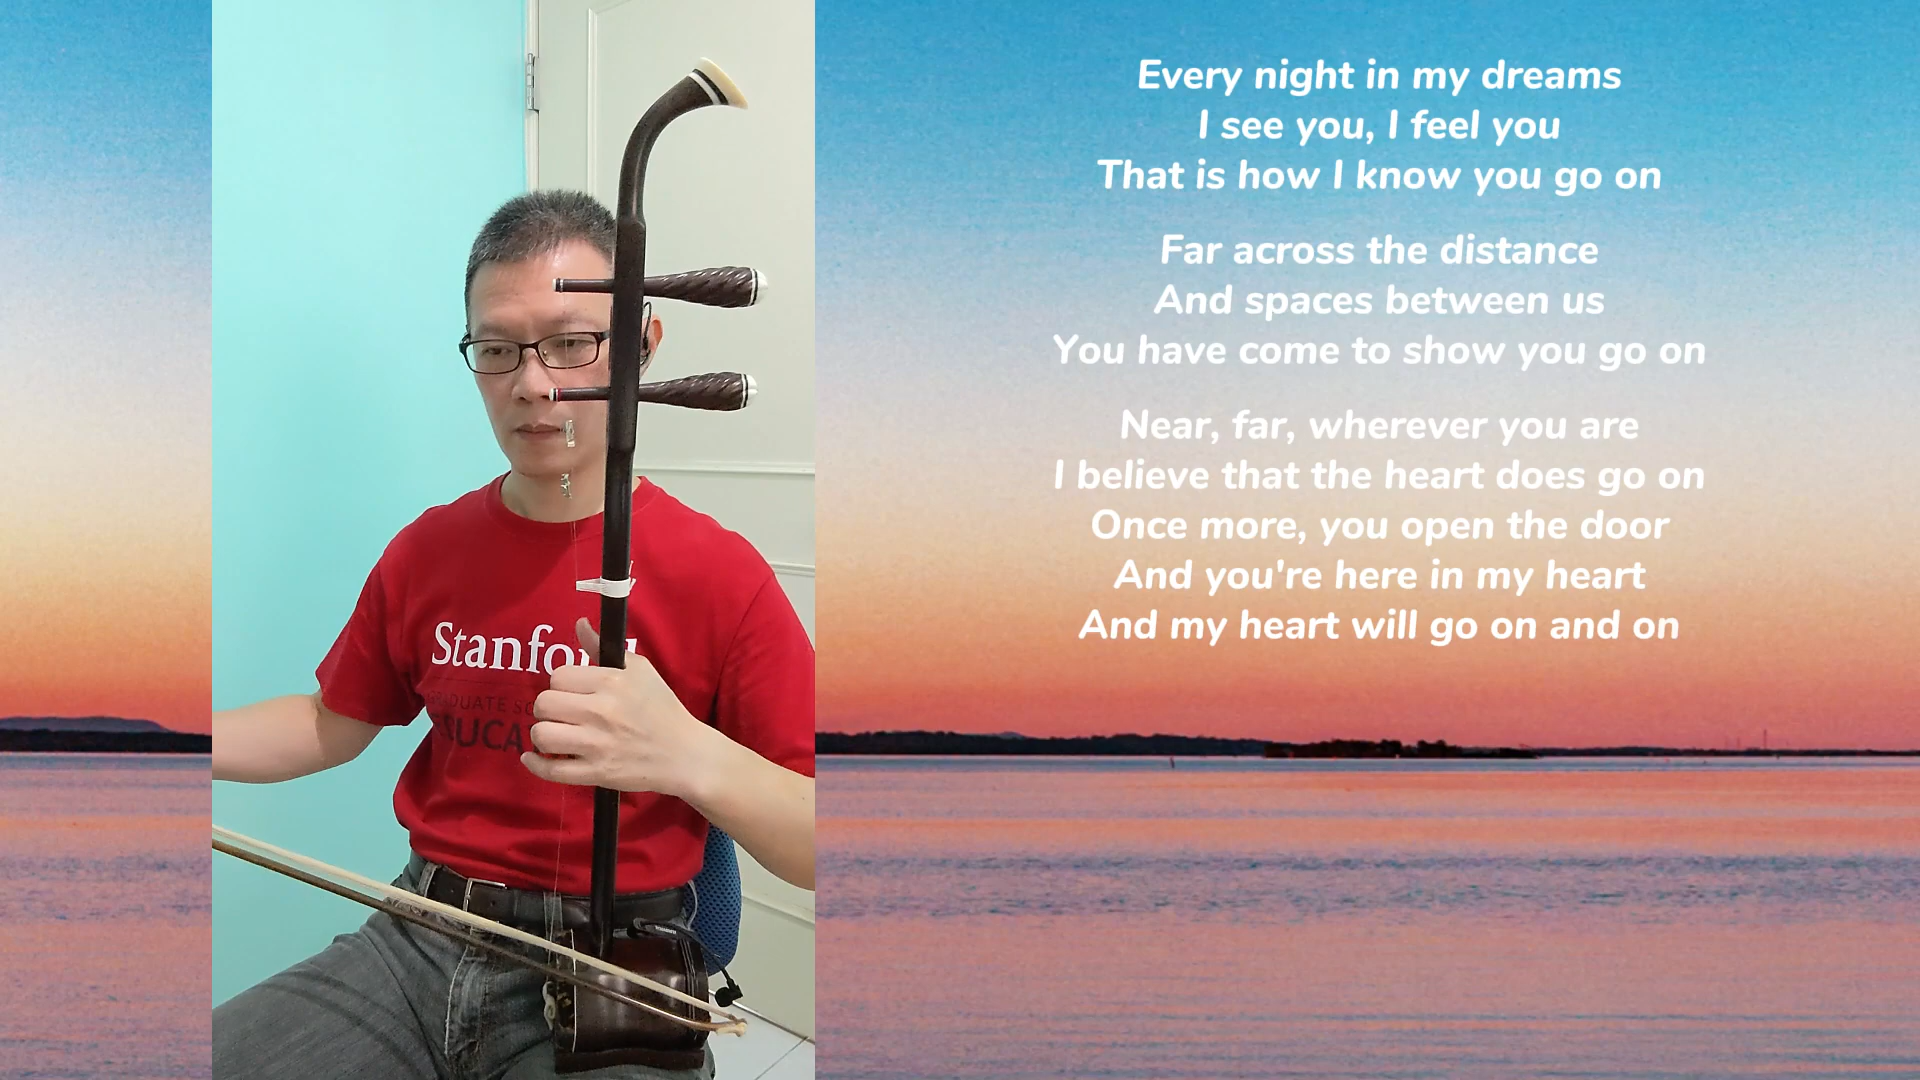 Every night in my dreams
I see you, I feel you
That is how I know you go on
Far across the distance
And spaces between us
You have come to show you go on
Near, far, wherever you are
I believe that the heart does go on
Once more, you open the door
And you're here in my heart
And my heart will go on and on